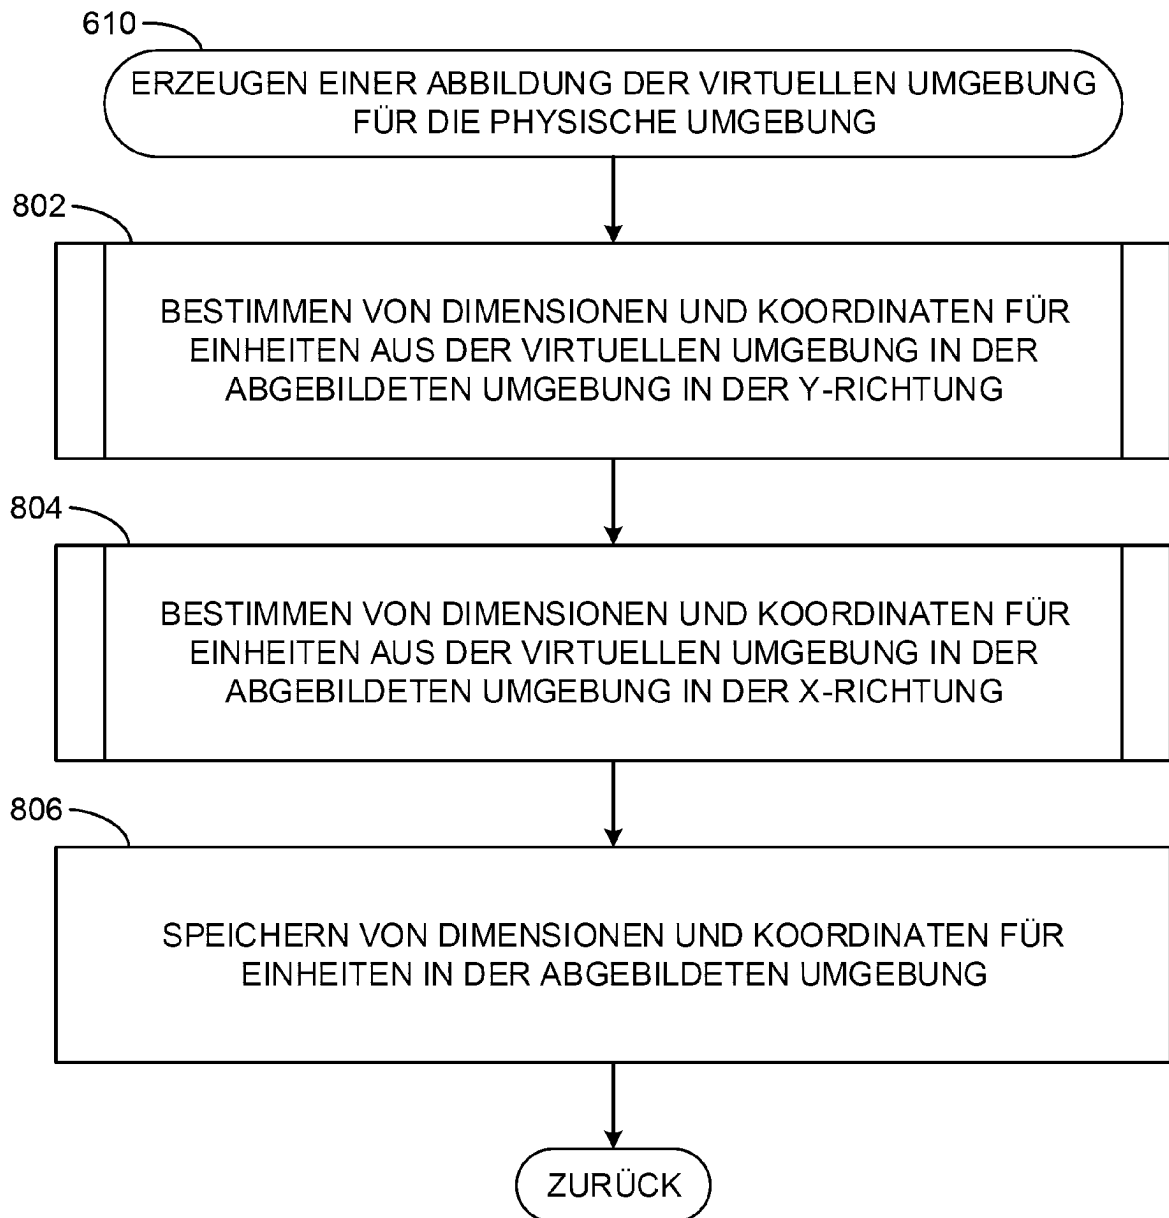 610
ERZEUGEN EINER ABBILDUNG DER VIRTUELLEN UMGEBUNG
FÜR DIE PHYSISCHE UMGEBUNG
802
BESTIMMEN VON DIMENSIONEN UND KOORDINATEN FÜR
EINHEITEN AUS DER VIRTUELLEN UMGEBUNG IN DER
ABGEBILDETEN UMGEBUNG IN DER Y-RICHTUNG
804
BESTIMMEN VON DIMENSIONEN UND KOORDINATEN FÜR
EINHEITEN AUS DER VIRTUELLEN UMGEBUNG IN DER
ABGEBILDETEN UMGEBUNG IN DER X-RICHTUNG
806
SPEICHERN VON DIMENSIONEN UND KOORDINATEN FÜR
EINHEITEN IN DER ABGEBILDETEN UMGEBUNG
ZURÜCK